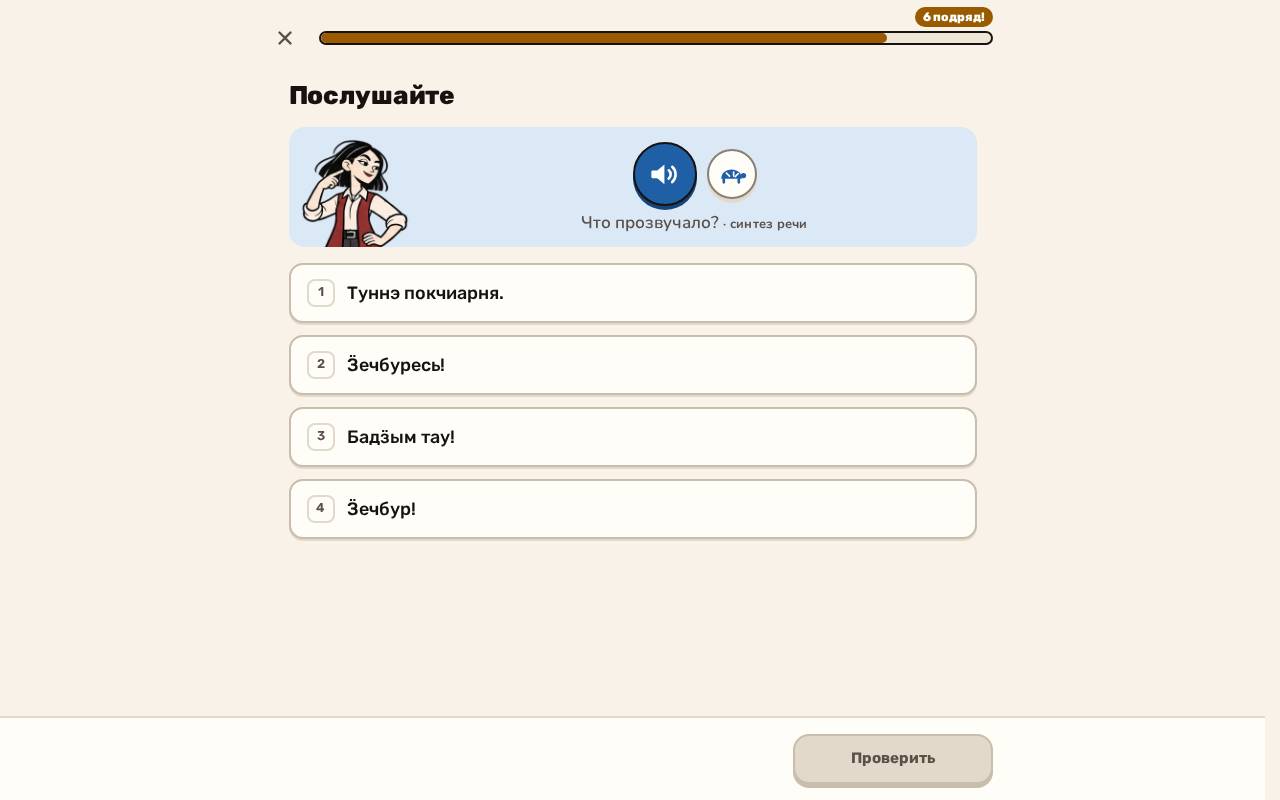 6 подряд!
Послушайте
Что прозвучало? · синтез речи
1 Туннэ покчиарня.
2 Ӟечбуресь!
3 Бадӟым тау!
4 Ӟечбур!
Проверить